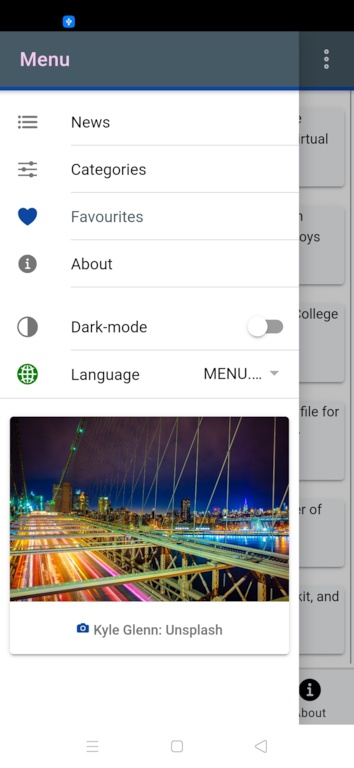 Menu
News
Categories
Favourites
About
Dark-mode
Language MENU....
Kyle Glenn: Unsplash
irtual
oys
College
file for
er of
kit, and
About